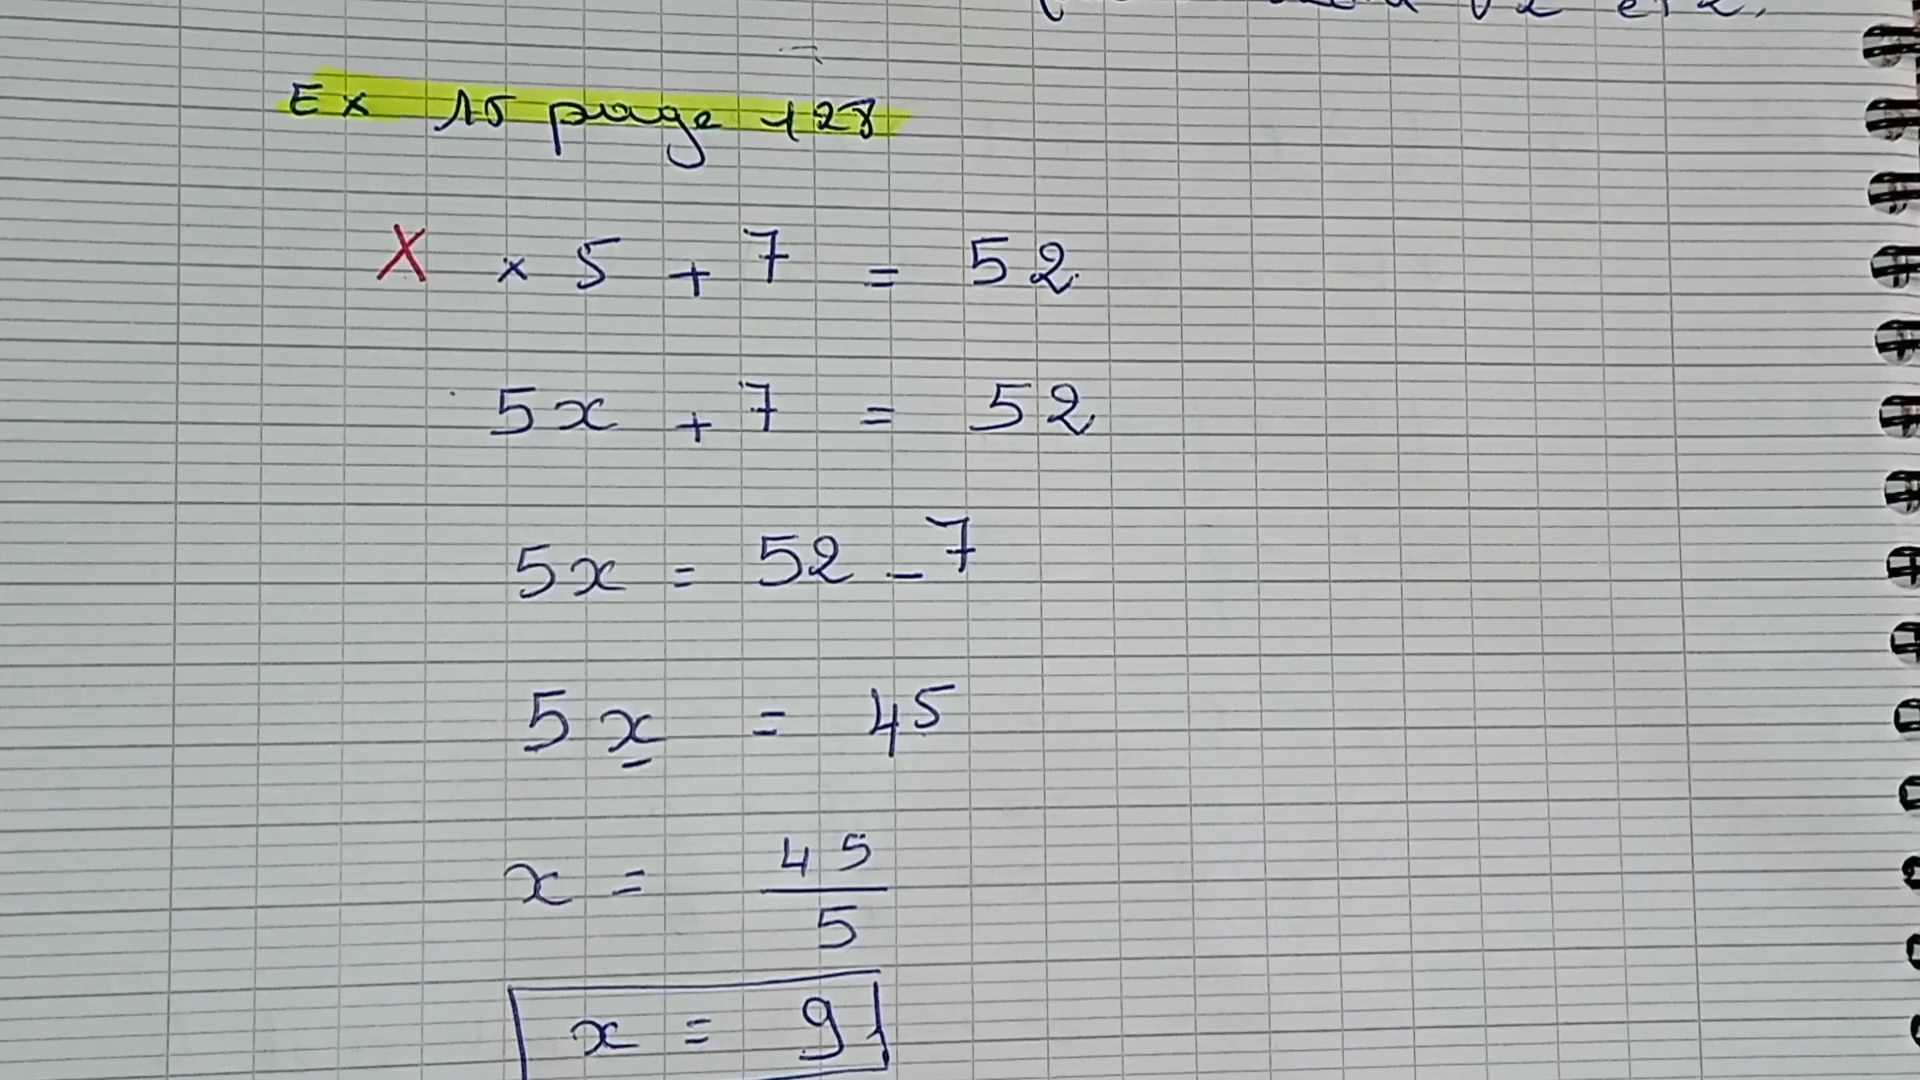 Ex 15 page 128
X × 5 + 7 = 52
5x + 7 = 52
5x = 52 - 7
5x = 45
x = 45
5
x = 9